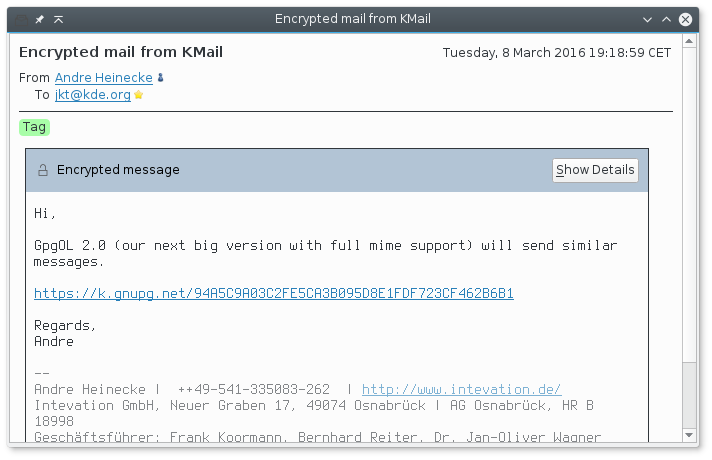 Encrypted mail from KMail
Encrypted mail from KMail
Tuesday, 8 March 2016 19:18:59 CET
From Andre Heinecke
To jkt@kde.org
Tag
Encrypted message
Show Details
Hi,
GpgOL 2.0 (our next big version with full mime support) will send similar
messages.
https://k.gnupg.net/94A5C9A03C2FE5CA3B095D8E1FDF723CF462B6B1
Regards,
Andre
--
Andre Heinecke |  ++49-541-335083-262  | http://www.intevation.de/
Intevation GmbH, Neuer Graben 17, 49074 Osnabrück | AG Osnabrück, HR B
18998
Geschäftsführer: Frank Koormann, Bernhard Reiter, Dr. Jan-Oliver Wagner